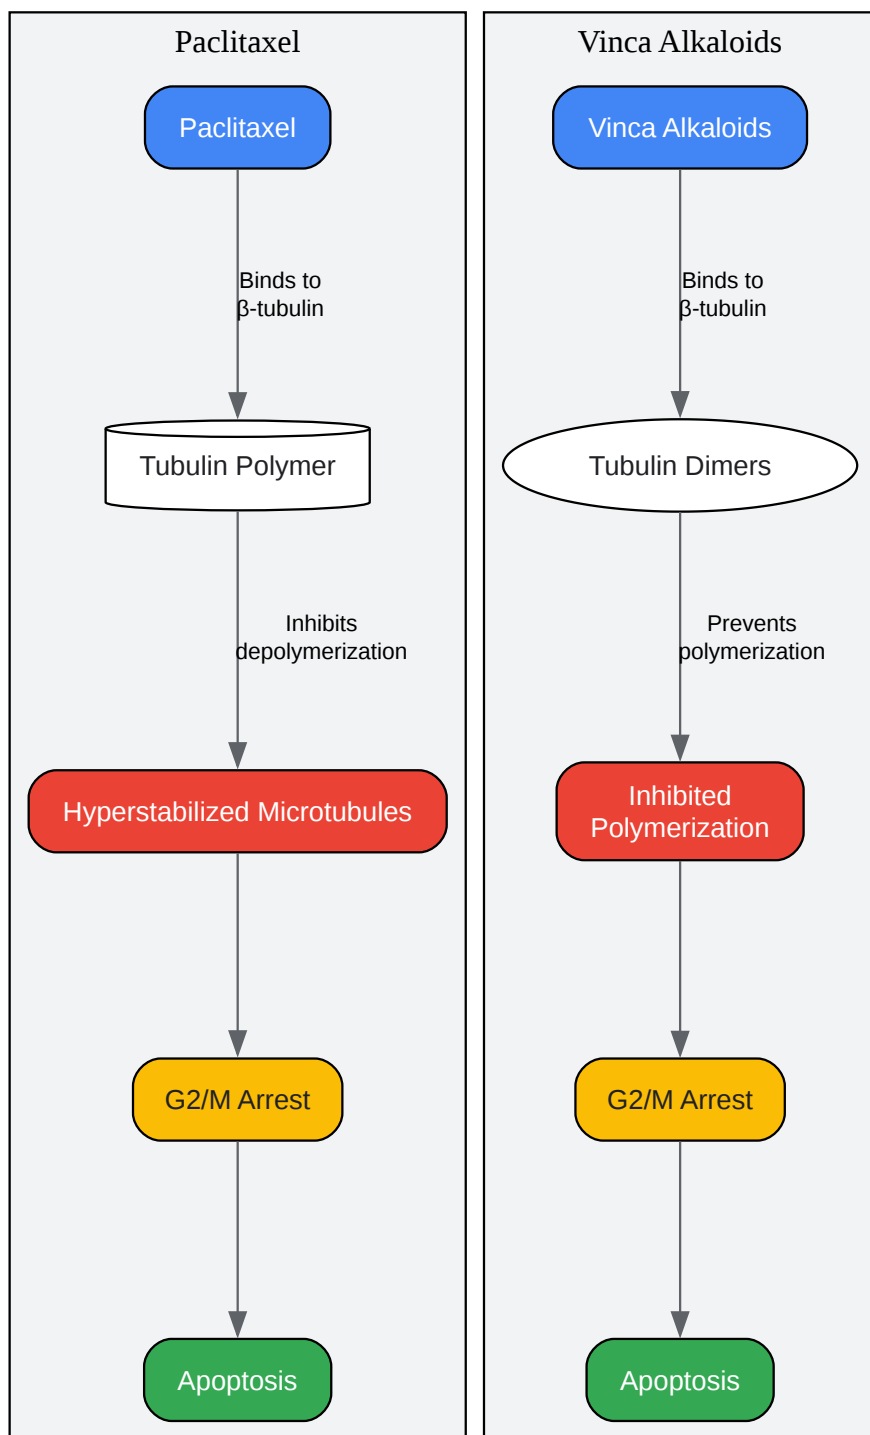 Paclitaxel
Paclitaxel
Binds to
β-tubulin
Tubulin Polymer
Inhibits
depolymerization
Hyperstabilized Microtubules
G2/M Arrest
Apoptosis
Vinca Alkaloids
Vinca Alkaloids
Binds to
β-tubulin
Tubulin Dimers
Prevents
polymerization
Inhibited
Polymerization
G2/M Arrest
Apoptosis